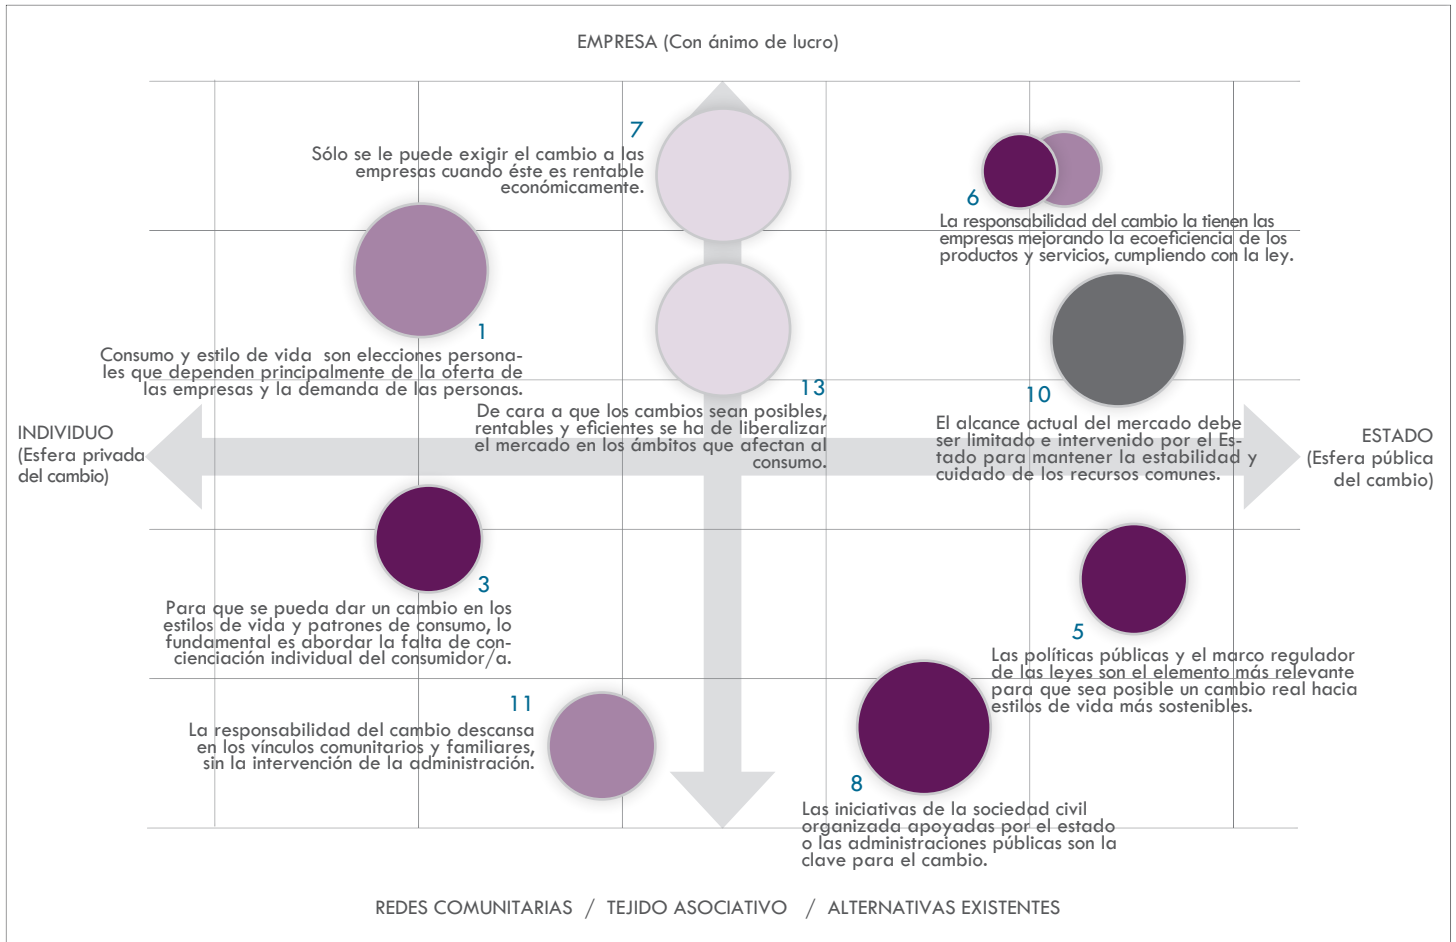 EMPRESA (Con ánimo de lucro)
7
Sólo se le puede exigir el cambio a las
empresas cuando éste es rentable
económicamente.
6
La responsabilidad del cambio la tienen las
empresas mejorando la ecoeficiencia de los
productos y servicios, cumpliendo con la ley.
1
Consumo y estilo de vida son elecciones persona-
les que dependen principalmente de la oferta de
las empresas y la demanda de las personas.
13
De cara a que los cambios sean posibles,
rentables y eficientes se ha de liberalizar
el mercado en los ámbitos que afectan al
consumo.
10
El alcance actual del mercado debe
ser limitado e intervenido por el Es-
tado para mantener la estabilidad y
cuidado de los recursos comunes.
INDIVIDUO
(Esfera privada
del cambio)
ESTADO
(Esfera pública
del cambio)
3
Para que se pueda dar un cambio en los
estilos de vida y patrones de consumo, lo
fundamental es abordar la falta de con-
cienciación individual del consumidor/a.
5
Las políticas públicas y el marco regulador
de las leyes son el elemento más relevante
para que sea posible un cambio real hacia
estilos de vida más sostenibles.
11
La responsabilidad del cambio descansa
en los vínculos comunitarios y familiares,
sin la intervención de la administración.
8
Las iniciativas de la sociedad civil
organizada apoyadas por el estado
o las administraciones públicas son la
clave para el cambio.
REDES COMUNITARIAS / TEJIDO ASOCIATIVO / ALTERNATIVAS EXISTENTES